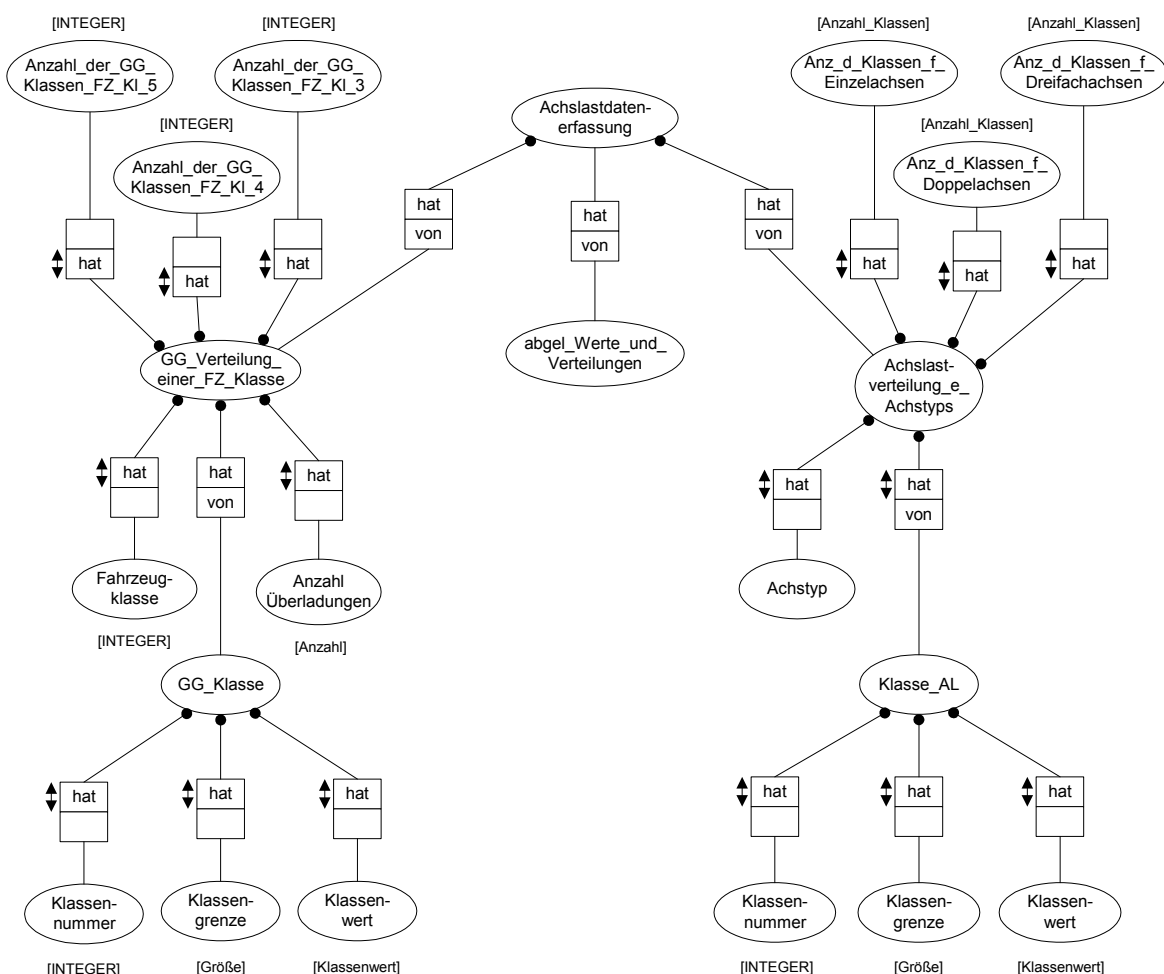 [INTEGER]
[INTEGER]
[Anzahl_Klassen]
[Anzahl_Klassen]
Anzahl_der_GG_
Klassen_FZ_Kl_5
Anzahl_der_GG_
Klassen_FZ_Kl_3
Anz_d_Klassen_f_
Einzelachsen
Anz_d_Klassen_f_
Dreifachachsen
Achslastdaten-
erfassung
[INTEGER]
[Anzahl_Klassen]
Anzahl_der_GG_
Klassen_FZ_Kl_4
Anz_d_Klassen_f_
Doppelachsen
hat
von
hat
von
hat
von
hat
hat
hat
hat
hat
hat
GG_Verteilung_
einer_FZ_Klasse
abgel_Werte_und_
Verteilungen
Achslast-
verteilung_e_
Achstyps
hat
hat
von
hat
hat
hat
von
Fahrzeug-
klasse
Anzahl
Überladungen
Achstyp
[INTEGER]
[Anzahl]
GG_Klasse
Klasse_AL
hat
hat
hat
hat
hat
hat
Klassen-
nummer
Klassen-
grenze
Klassen-
wert
Klassen-
nummer
Klassen-
grenze
Klassen-
wert
[INTEGER]
[Größe]
[Klassenwert]
[INTEGER]
[Größe]
[Klassenwert]